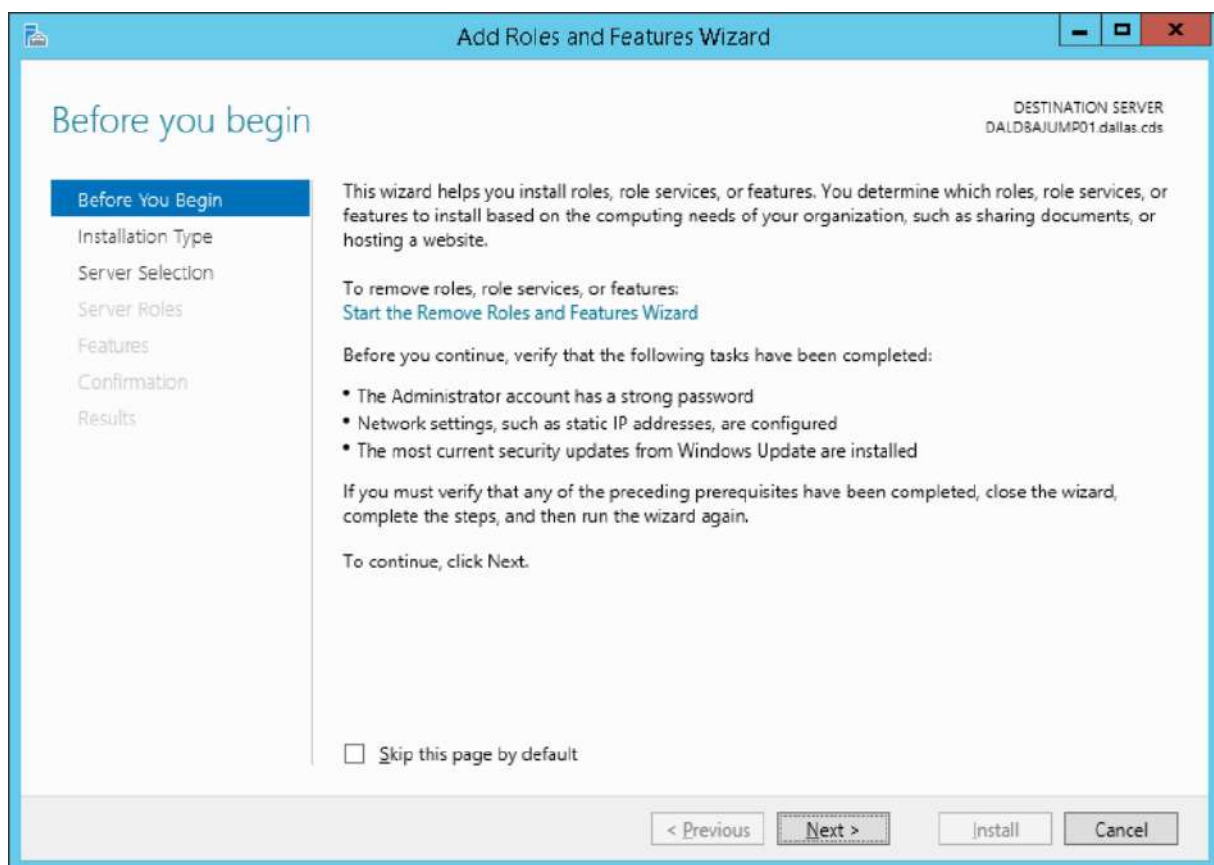 Add Roles and Features Wizard
Before you begin
DESTINATION SERVER
DALDBAJUMP01.dallas.cds
Before You Begin
Installation Type
Server Selection
Server Roles
Features
Confirmation
Results
This wizard helps you install roles, role services, or features. You determine which roles, role services, or
features to install based on the computing needs of your organization, such as sharing documents, or
hosting a website.
To remove roles, role services, or features:
Start the Remove Roles and Features Wizard
Before you continue, verify that the following tasks have been completed:
• The Administrator account has a strong password
• Network settings, such as static IP addresses, are configured
• The most current security updates from Windows Update are installed
If you must verify that any of the preceding prerequisites have been completed, close the wizard,
complete the steps, and then run the wizard again.
To continue, click Next.
Skip this page by default
< Previous
Next >
Install
Cancel